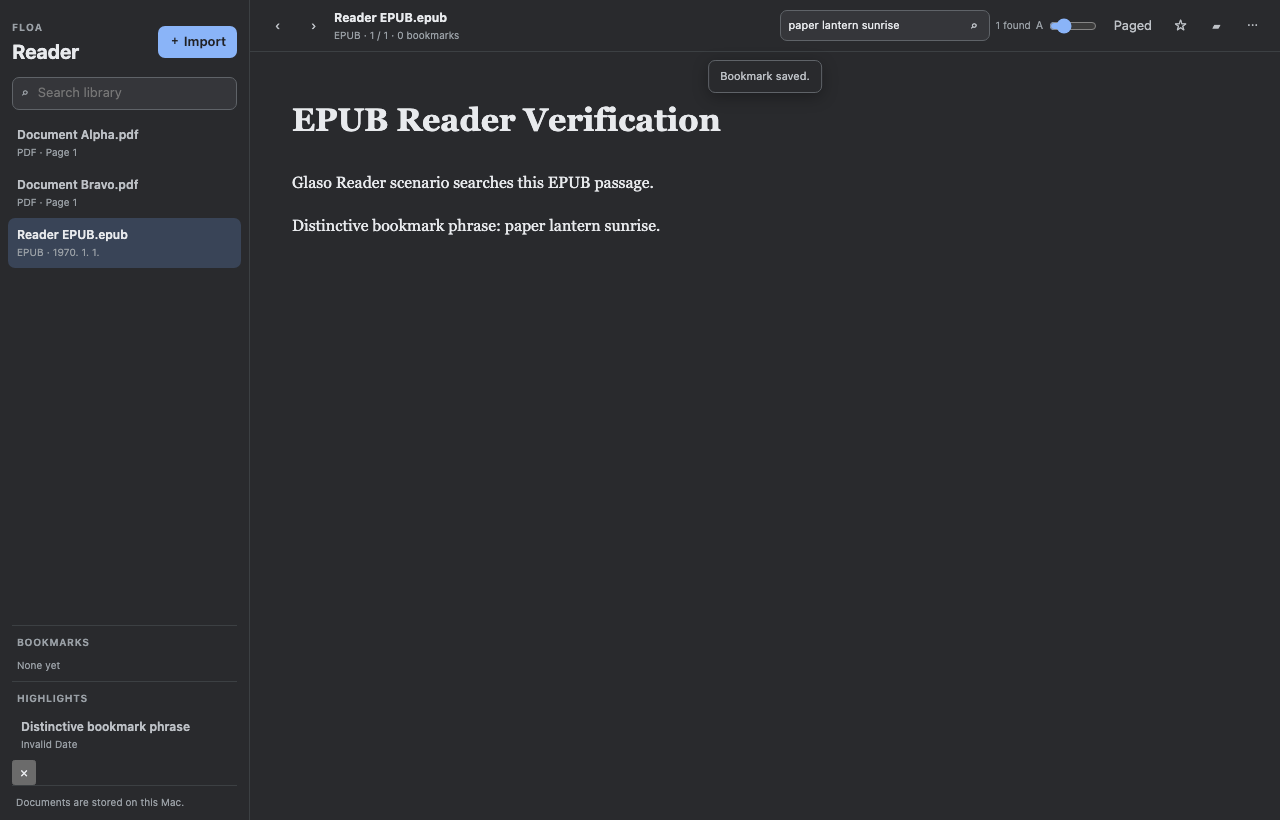 FLOA
Reader
+ Import
Search library
Document Alpha.pdf
PDF · Page 1
Document Bravo.pdf
PDF · Page 1
Reader EPUB.epub
EPUB · 1970. 1. 1.
BOOKMARKS
None yet
HIGHLIGHTS
Distinctive bookmark phrase
Invalid Date
×
Documents are stored on this Mac.
‹ ›
Reader EPUB.epub
EPUB · 1 / 1 · 0 bookmarks
paper lantern sunrise
1 found A
Paged
Bookmark saved.
EPUB Reader Verification
Glaso Reader scenario searches this EPUB passage.
Distinctive bookmark phrase: paper lantern sunrise.